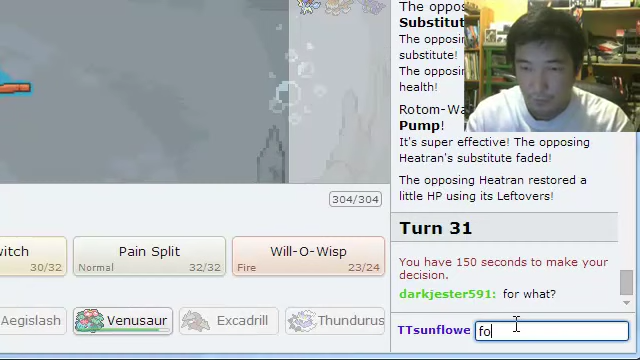 The oppos
Substitut
The opposin
substitute!
The opposin
health!
Rotom-Wa
Pump!
It's super effective! The opposing
Heatran's substitute faded!
The opposing Heatran restored a
little HP using its Leftovers!
304/304
Turn 31
witch
30/32
Pain Split
Normal 32/32
Will-O-Wisp
Fire 23/24
You have 150 seconds to make your
decision.
darkjester591: for what?
Aegislash
Venusaur
Excadrill
Thundurus
TTsunflowe fo